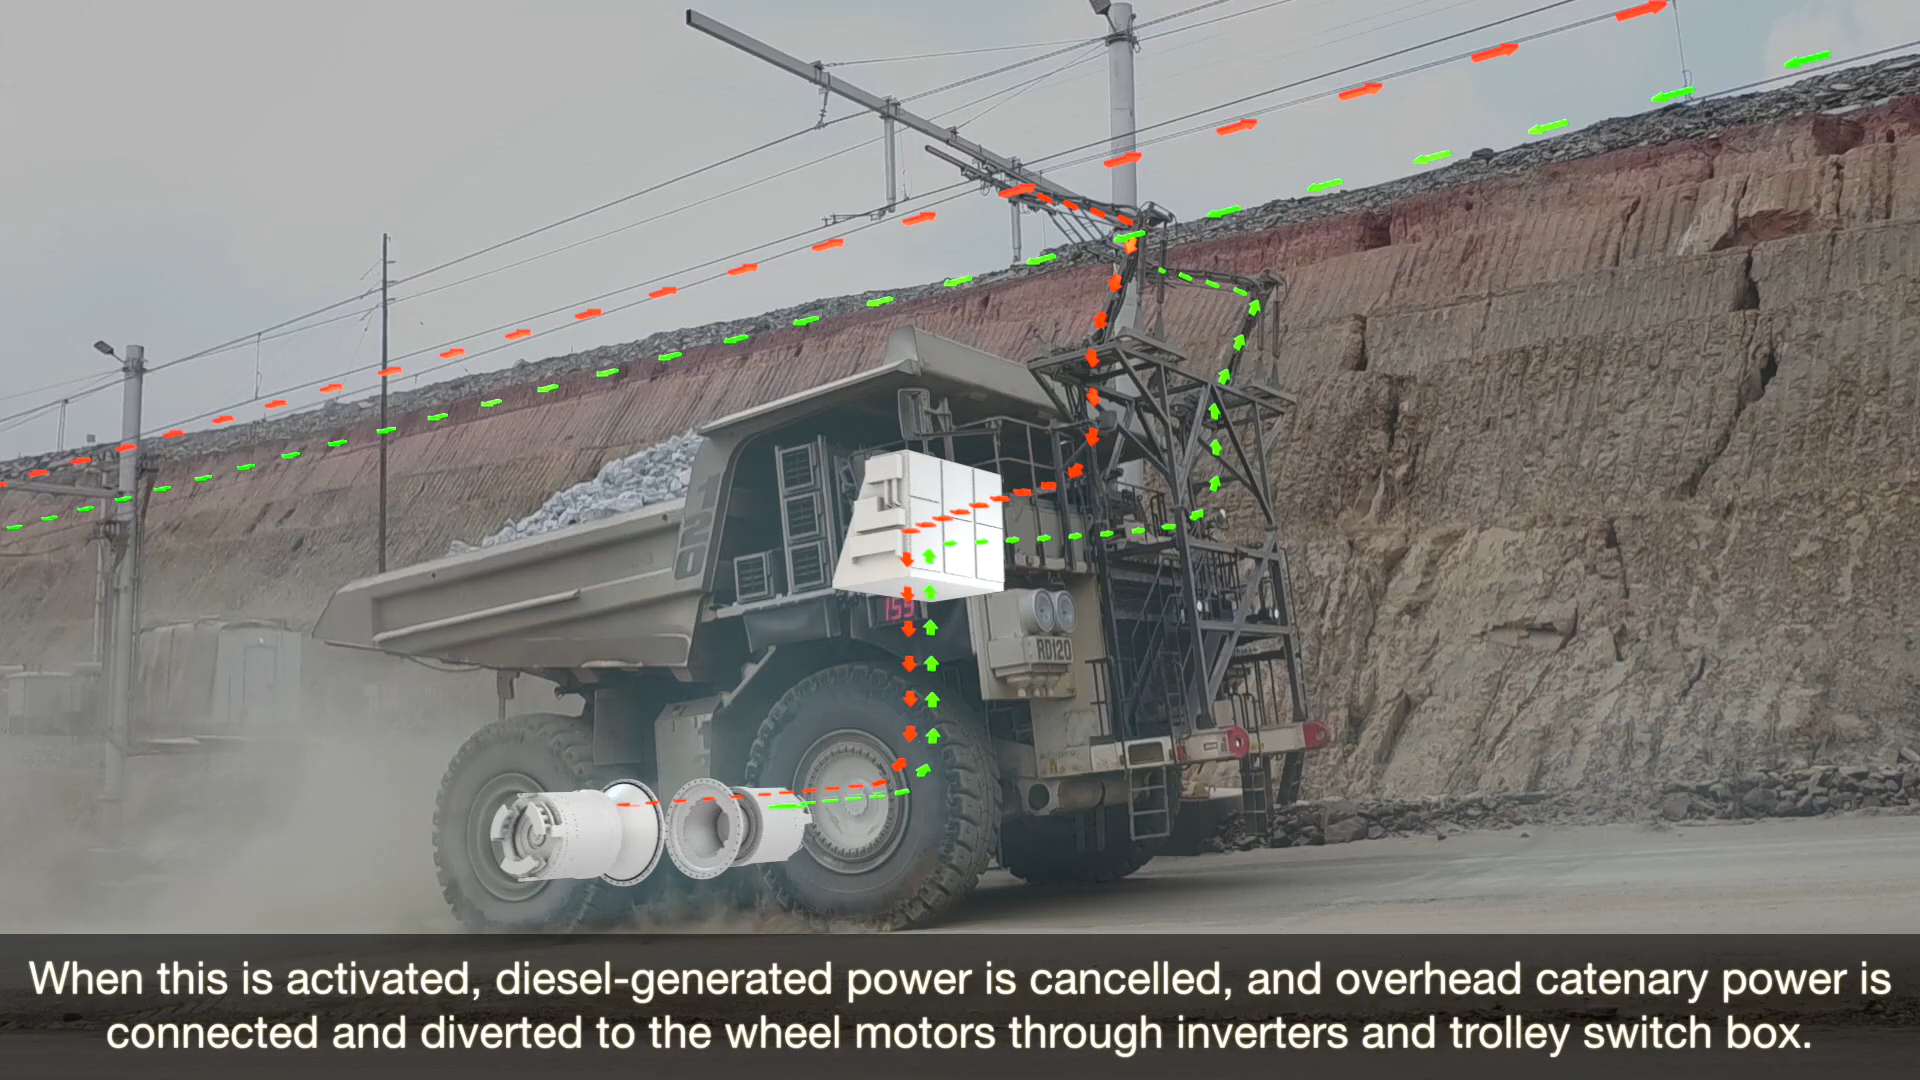 120
159
RD120
When this is activated, diesel-generated power is cancelled, and overhead catenary power is
connected and diverted to the wheel motors through inverters and trolley switch box.